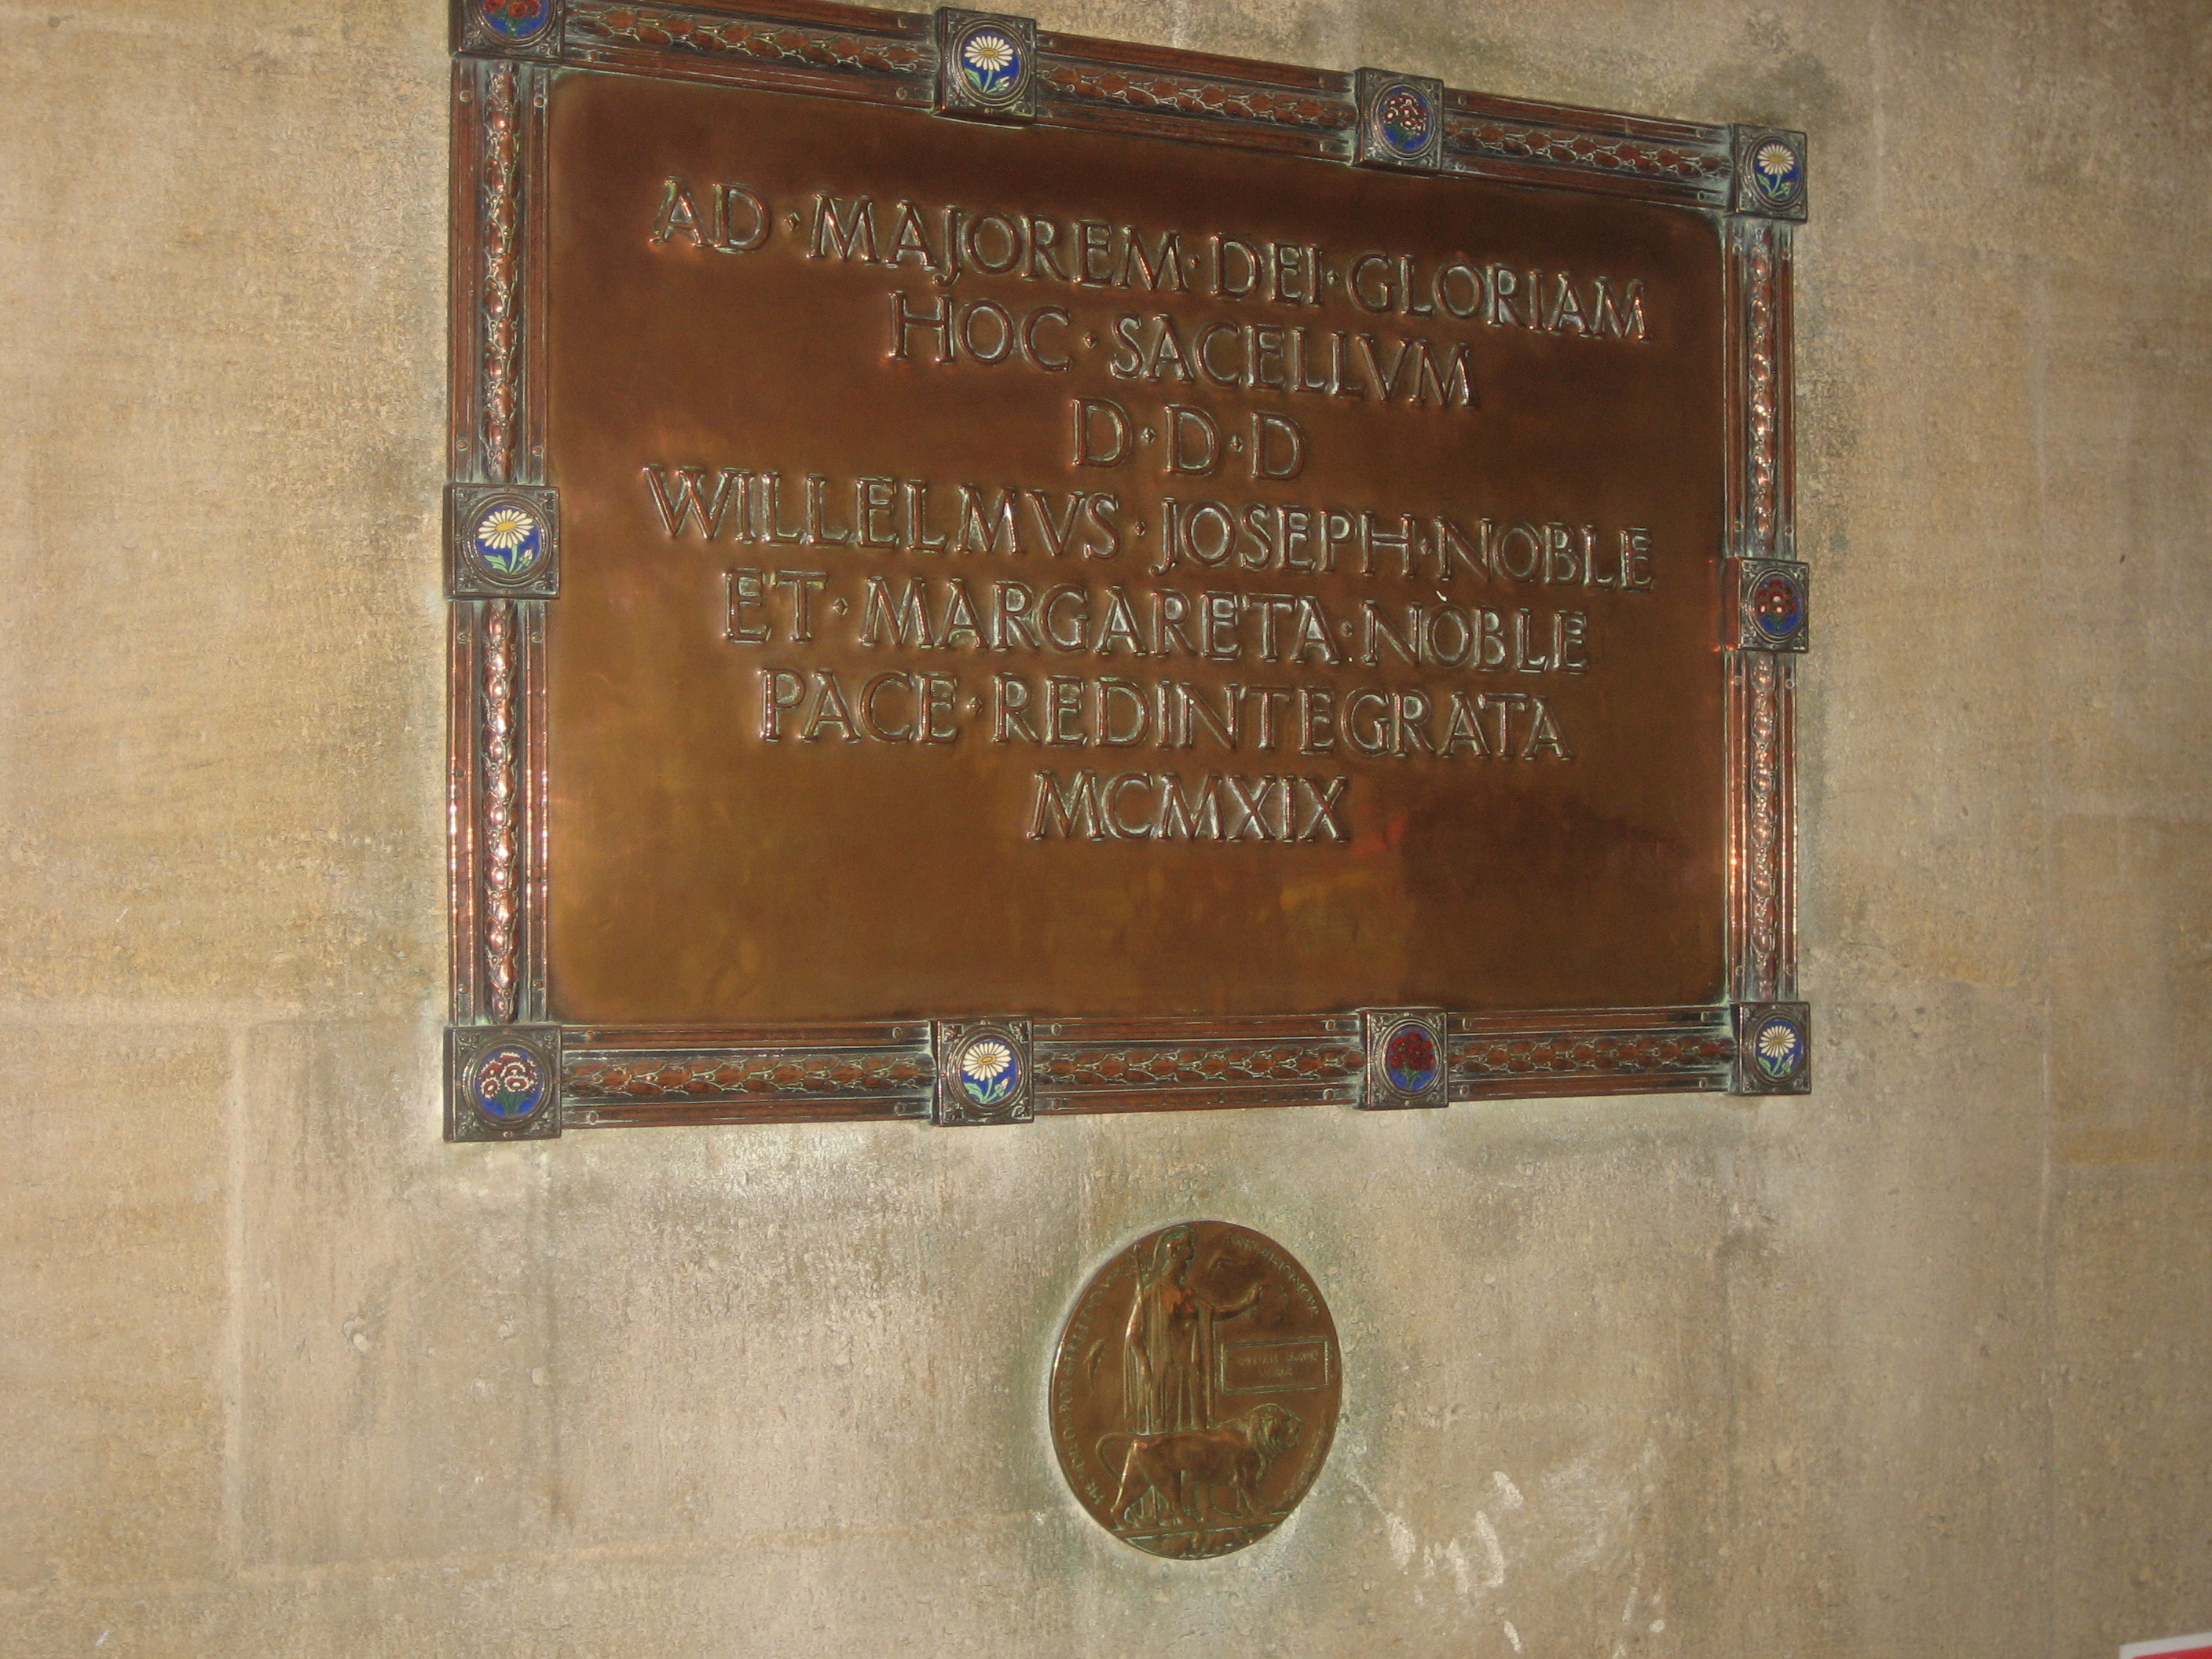 AD · MAJOREM · DEI · GLORIAM
HOC · SACELLVM
D · D · D
WILLELMVS · JOSEPH · NOBLE
ET · MARGARETA · NOBLE
PACE · REDINTEGRATA
MCMXIX